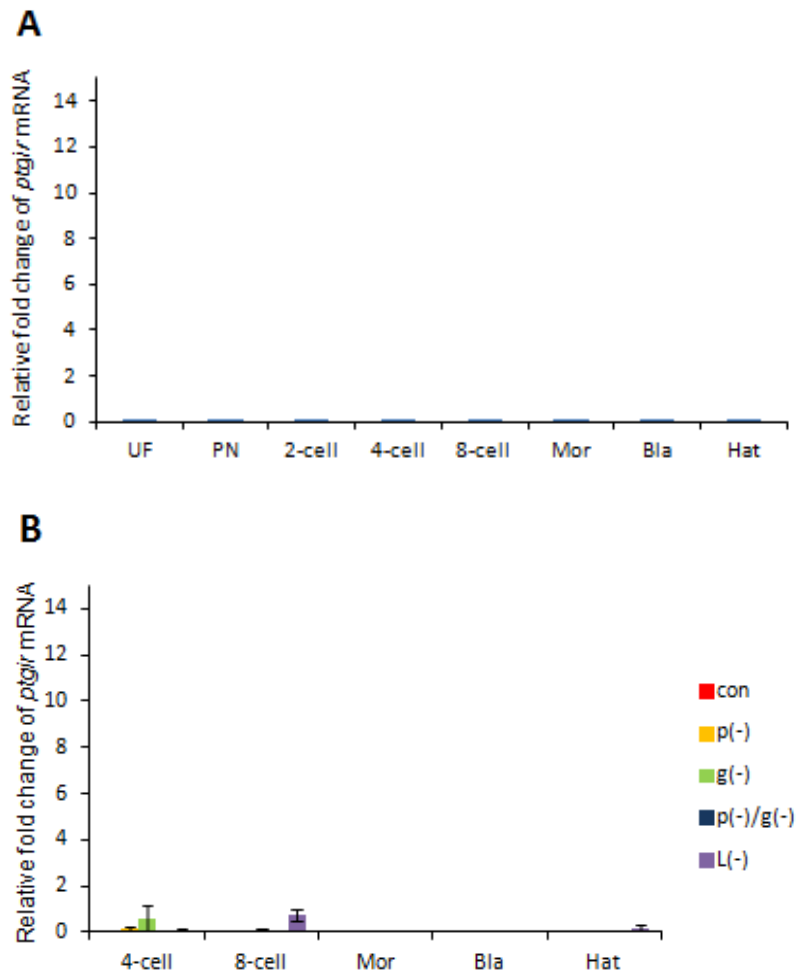 A
Relative fold change of ptgir mRNA
14
12
10
8
6
4
2
0
UF PN 2-cell 4-cell 8-cell Mor Bla Hat
B
Relative fold change of ptgir mRNA
14
12
10
8
6
4
2
0
4-cell 8-cell Mor Bla Hat
con
p(-)
g(-)
p(-)/g(-)
L(-)